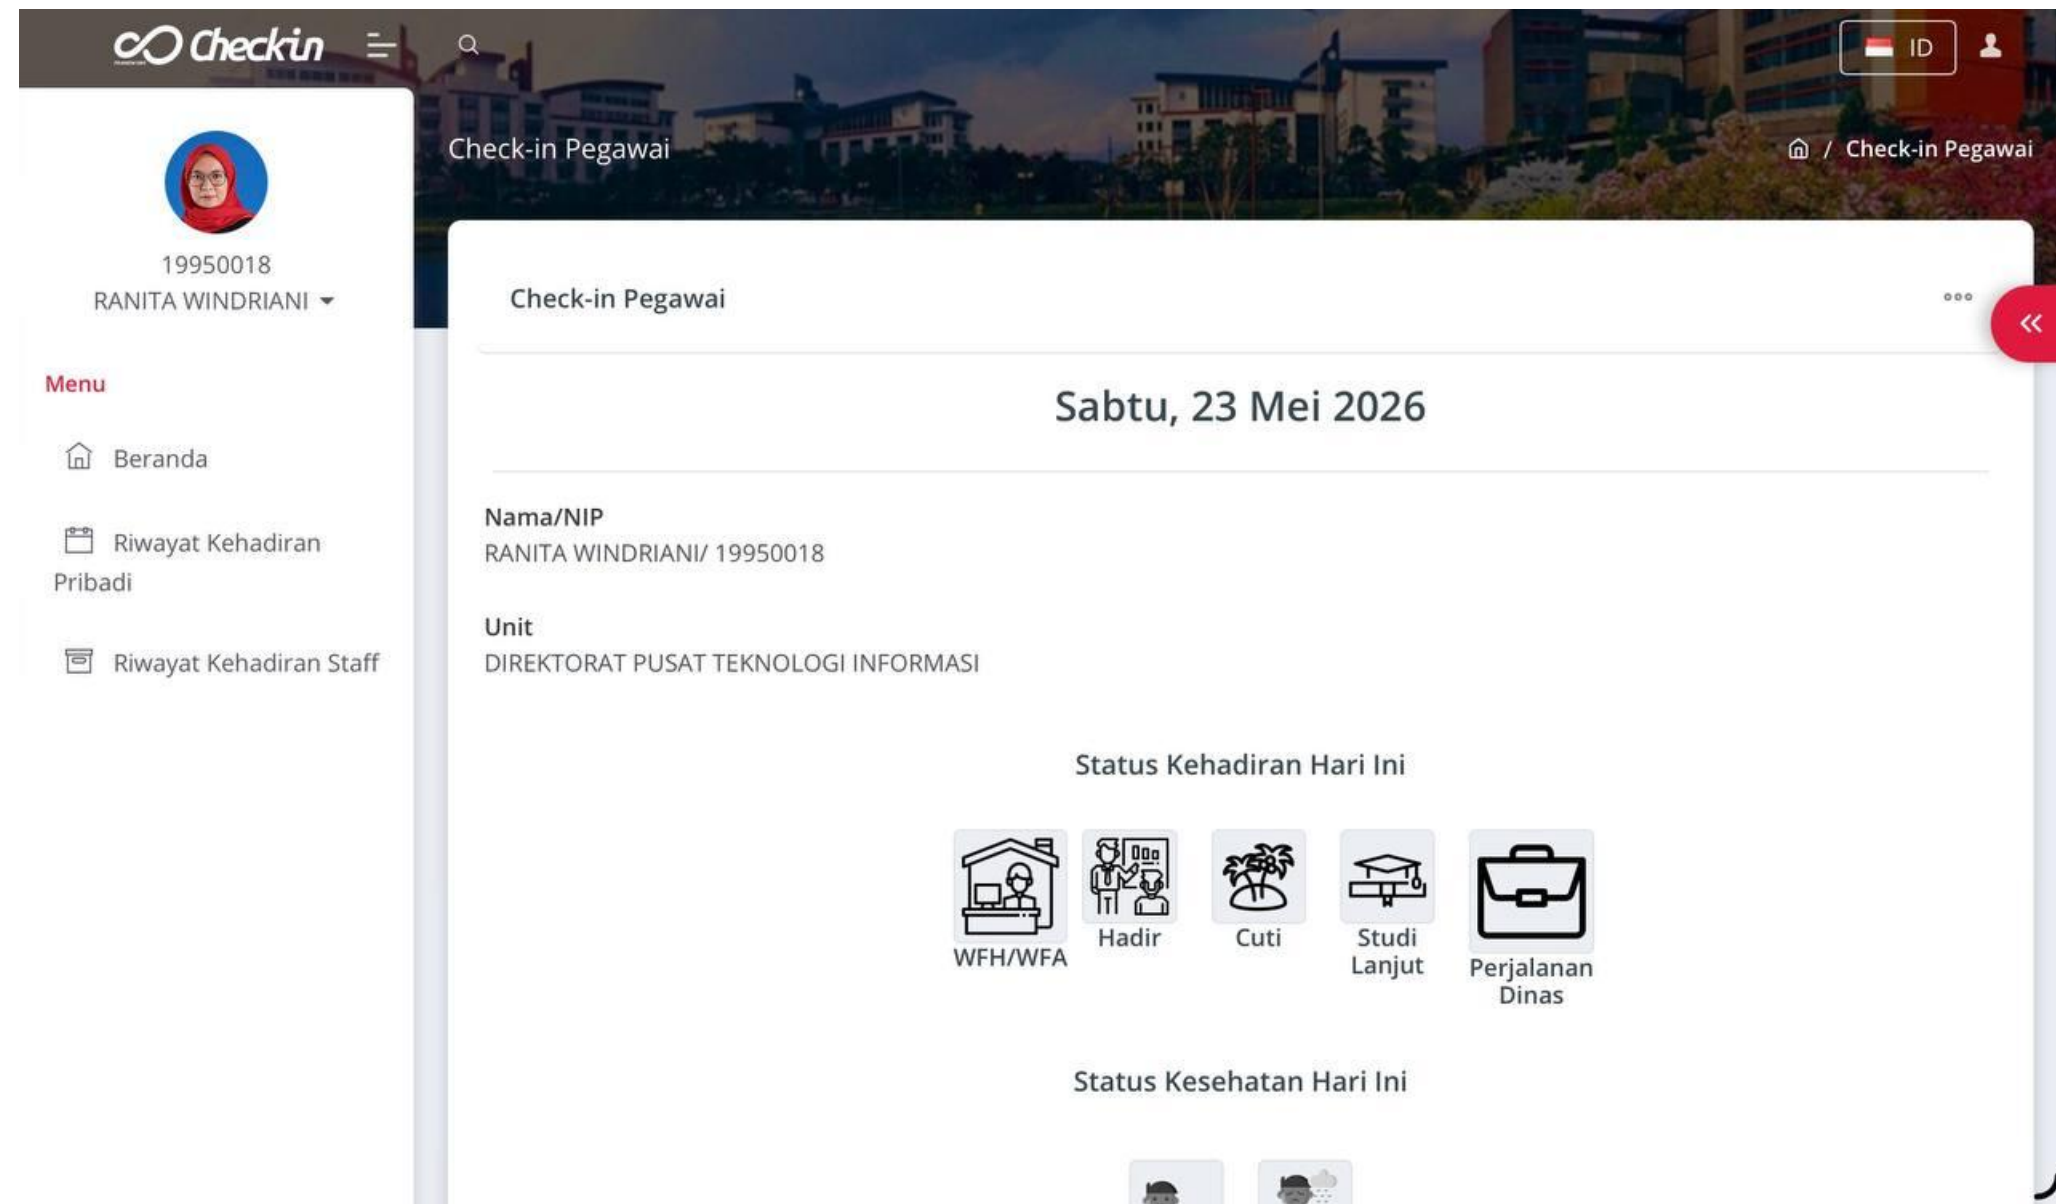 Checkin
ID
Check-in Pegawai
/ Check-in Pegawai
19950018
RANITA WINDRIANI
Menu
Beranda
Riwayat Kehadiran
Pribadi
Riwayat Kehadiran Staff
Check-in Pegawai
Sabtu, 23 Mei 2026
Nama/NIP
RANITA WINDRIANI/ 19950018
Unit
DIREKTORAT PUSAT TEKNOLOGI INFORMASI
Status Kehadiran Hari Ini
WFH/WFA
Hadir
Cuti
Studi
Lanjut
Perjalanan
Dinas
Status Kesehatan Hari Ini